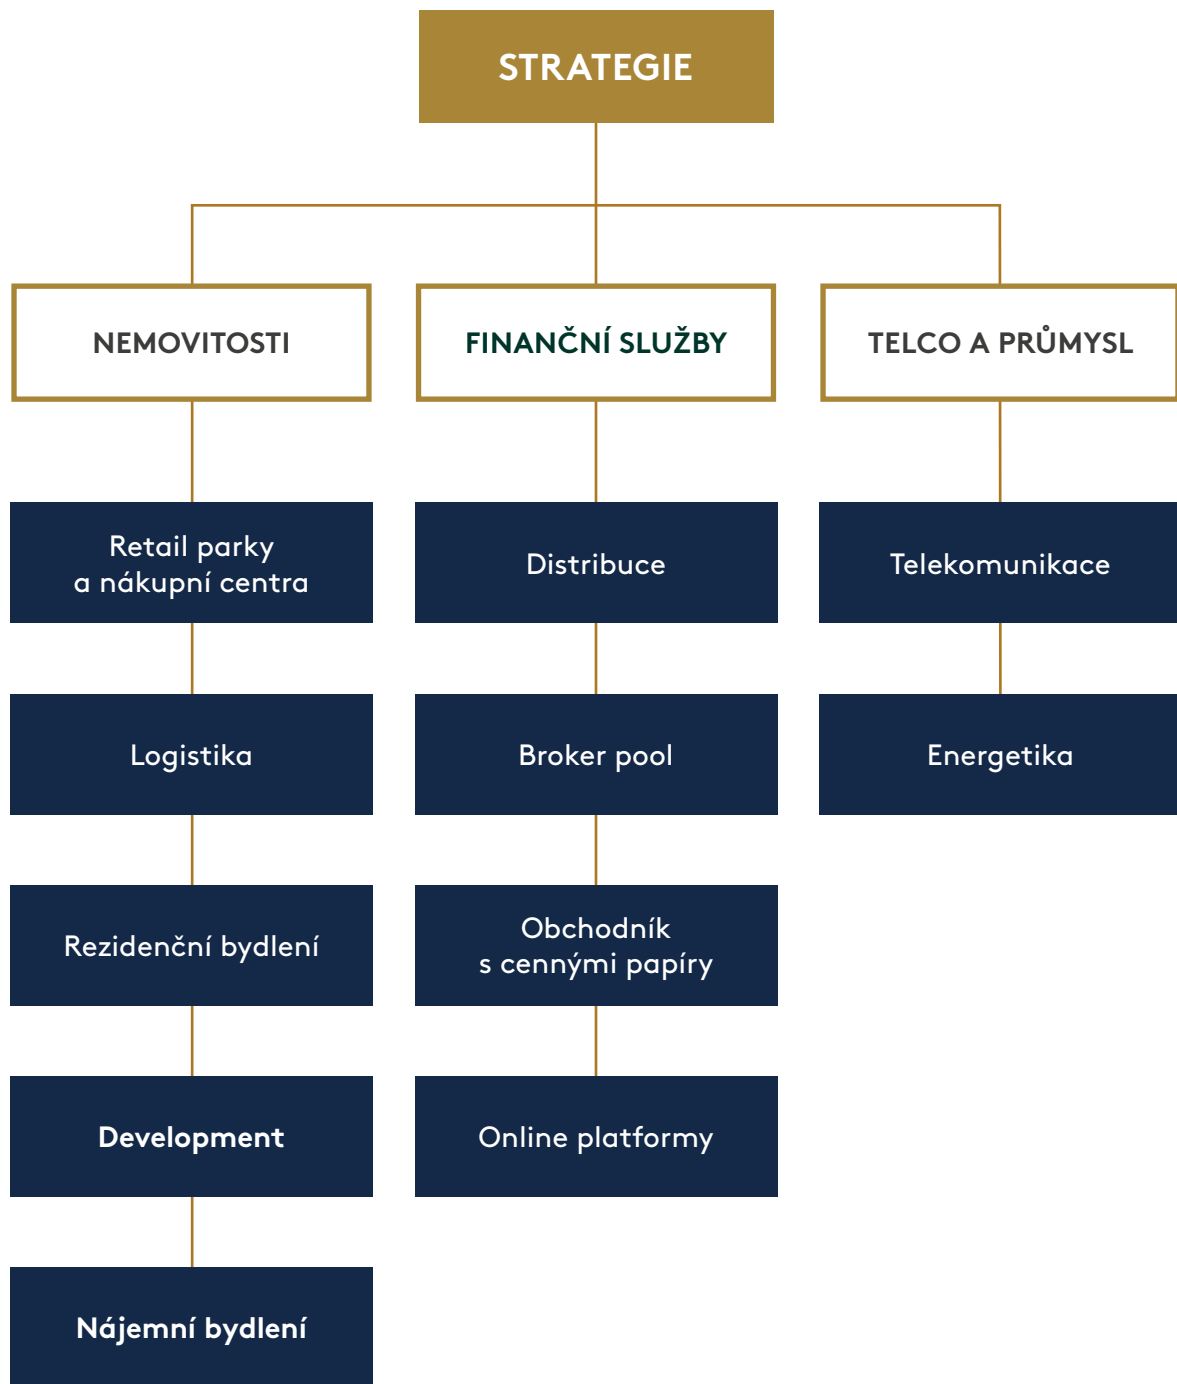 STRATEGIE
NEMOVITOSTI
FINANČNÍ SLUŽBY
TELCO A PRŮMYSL
Retail parky
a nákupní centra
Distribuce
Telekomunikace
Logistika
Broker pool
Energetika
Rezidenční bydlení
Obchodník
s cennými papíry
Development
Online platformy
Nájemní bydlení